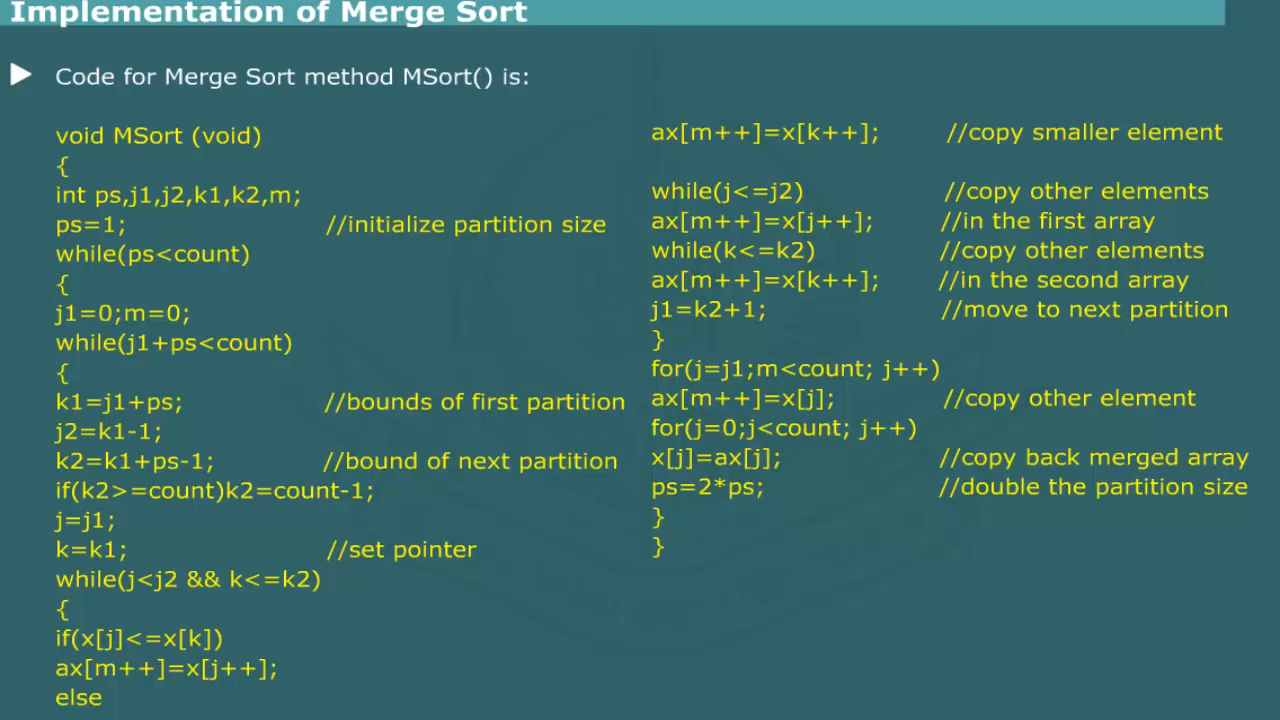 Implementation of Merge Sort
Code for Merge Sort method MSort() is:
void MSort (void)
{
int ps,j1,j2,k1,k2,m;
ps=1; //initialize partition size
while(ps<count)
{
j1=0;m=0;
while(j1+ps<count)
{
k1=j1+ps; //bounds of first partition
j2=k1-1;
k2=k1+ps-1; //bound of next partition
if(k2>=count)k2=count-1;
j=j1;
k=k1; //set pointer
while(j<j2 && k<=k2)
{
if(x[j]<=x[k])
ax[m++]=x[j++];
else
ax[m++]=x[k++]; //copy smaller element
while(j<=j2) //copy other elements
ax[m++]=x[j++]; //in the first array
while(k<=k2) //copy other elements
ax[m++]=x[k++]; //in the second array
j1=k2+1; //move to next partition
}
for(j=j1;m<count; j++)
ax[m++]=x[j]; //copy other element
for(j=0;j<count; j++)
x[j]=ax[j]; //copy back merged array
ps=2*ps; //double the partition size
}
}